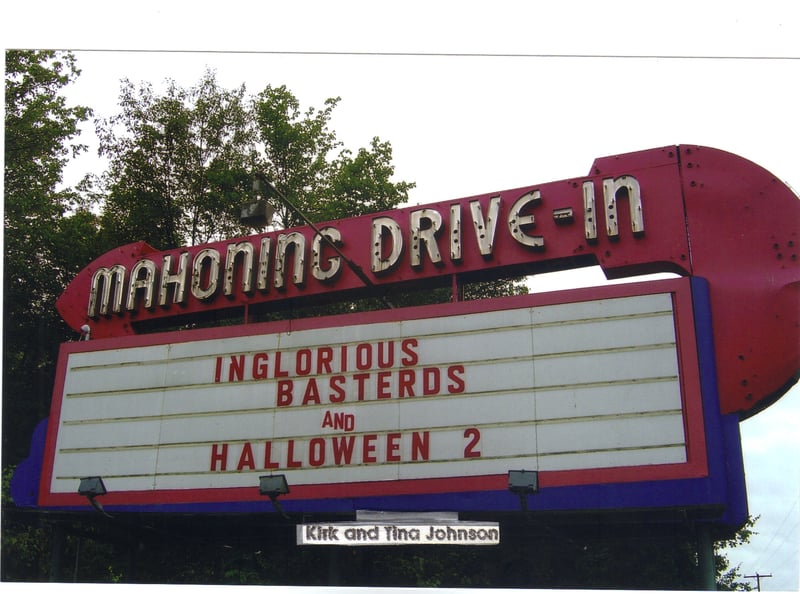 MAHONING DRIVE-IN
INGLORIOUS
BASTERDS
AND
HALLOWEEN 2
Kirk and Tina Johnson